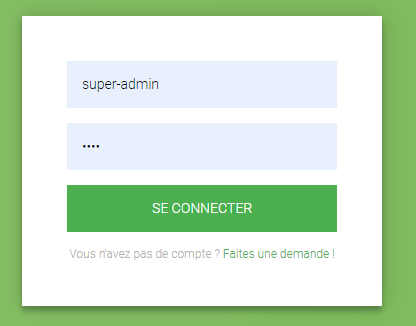 super-admin
••••
SE CONNECTER
Vous n'avez pas de compte ? Faites une demande !